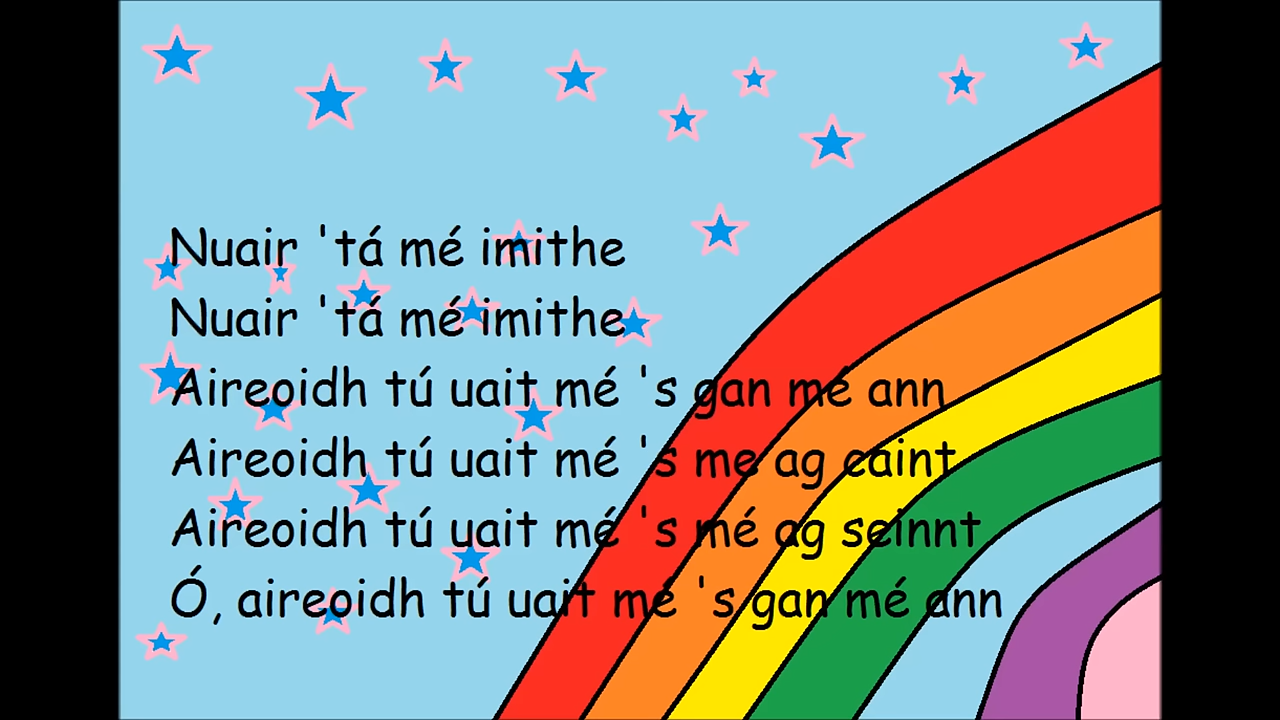 Nuair 'tá mé imithe
Nuair 'tá mé imithe
Aireoidh tú uait mé 's gan mé ann
Aireoidh tú uait mé 's me ag caint
Aireoidh tú uait mé 's mé ag seinnt
Ó, aireoidh tú uait mé 's gan mé ann